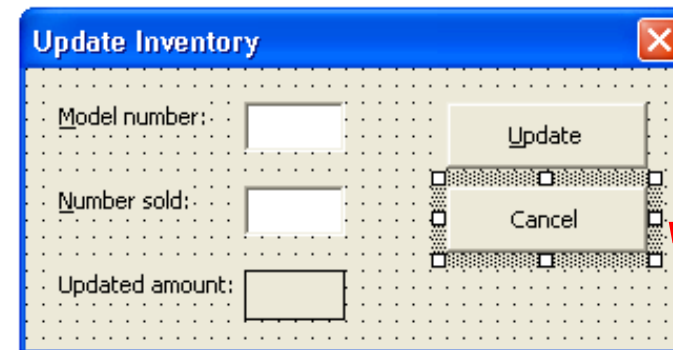 Update Inventory
Model number:
Update
Number sold:
Cancel
Updated amount: